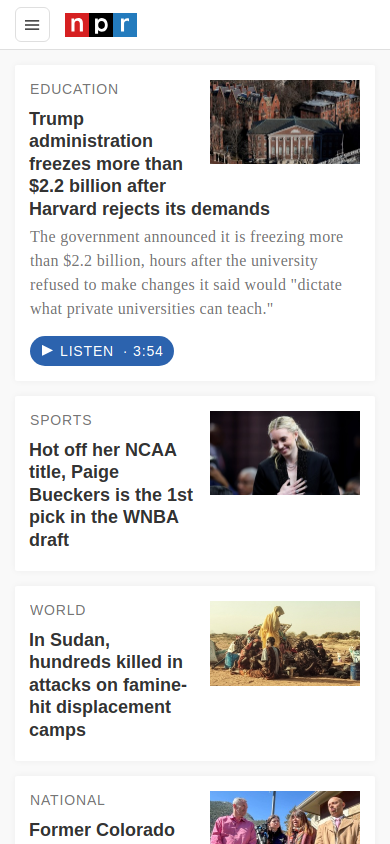 npr
EDUCATION
Trump
administration
freezes more than
$2.2 billion after
Harvard rejects its demands
The government announced it is freezing more
than $2.2 billion, hours after the university
refused to make changes it said would "dictate
what private universities can teach."
LISTEN · 3:54
SPORTS
Hot off her NCAA
title, Paige
Bueckers is the 1st
pick in the WNBA
draft
WORLD
In Sudan,
hundreds killed in
attacks on famine-
hit displacement
camps
NATIONAL
Former Colorado